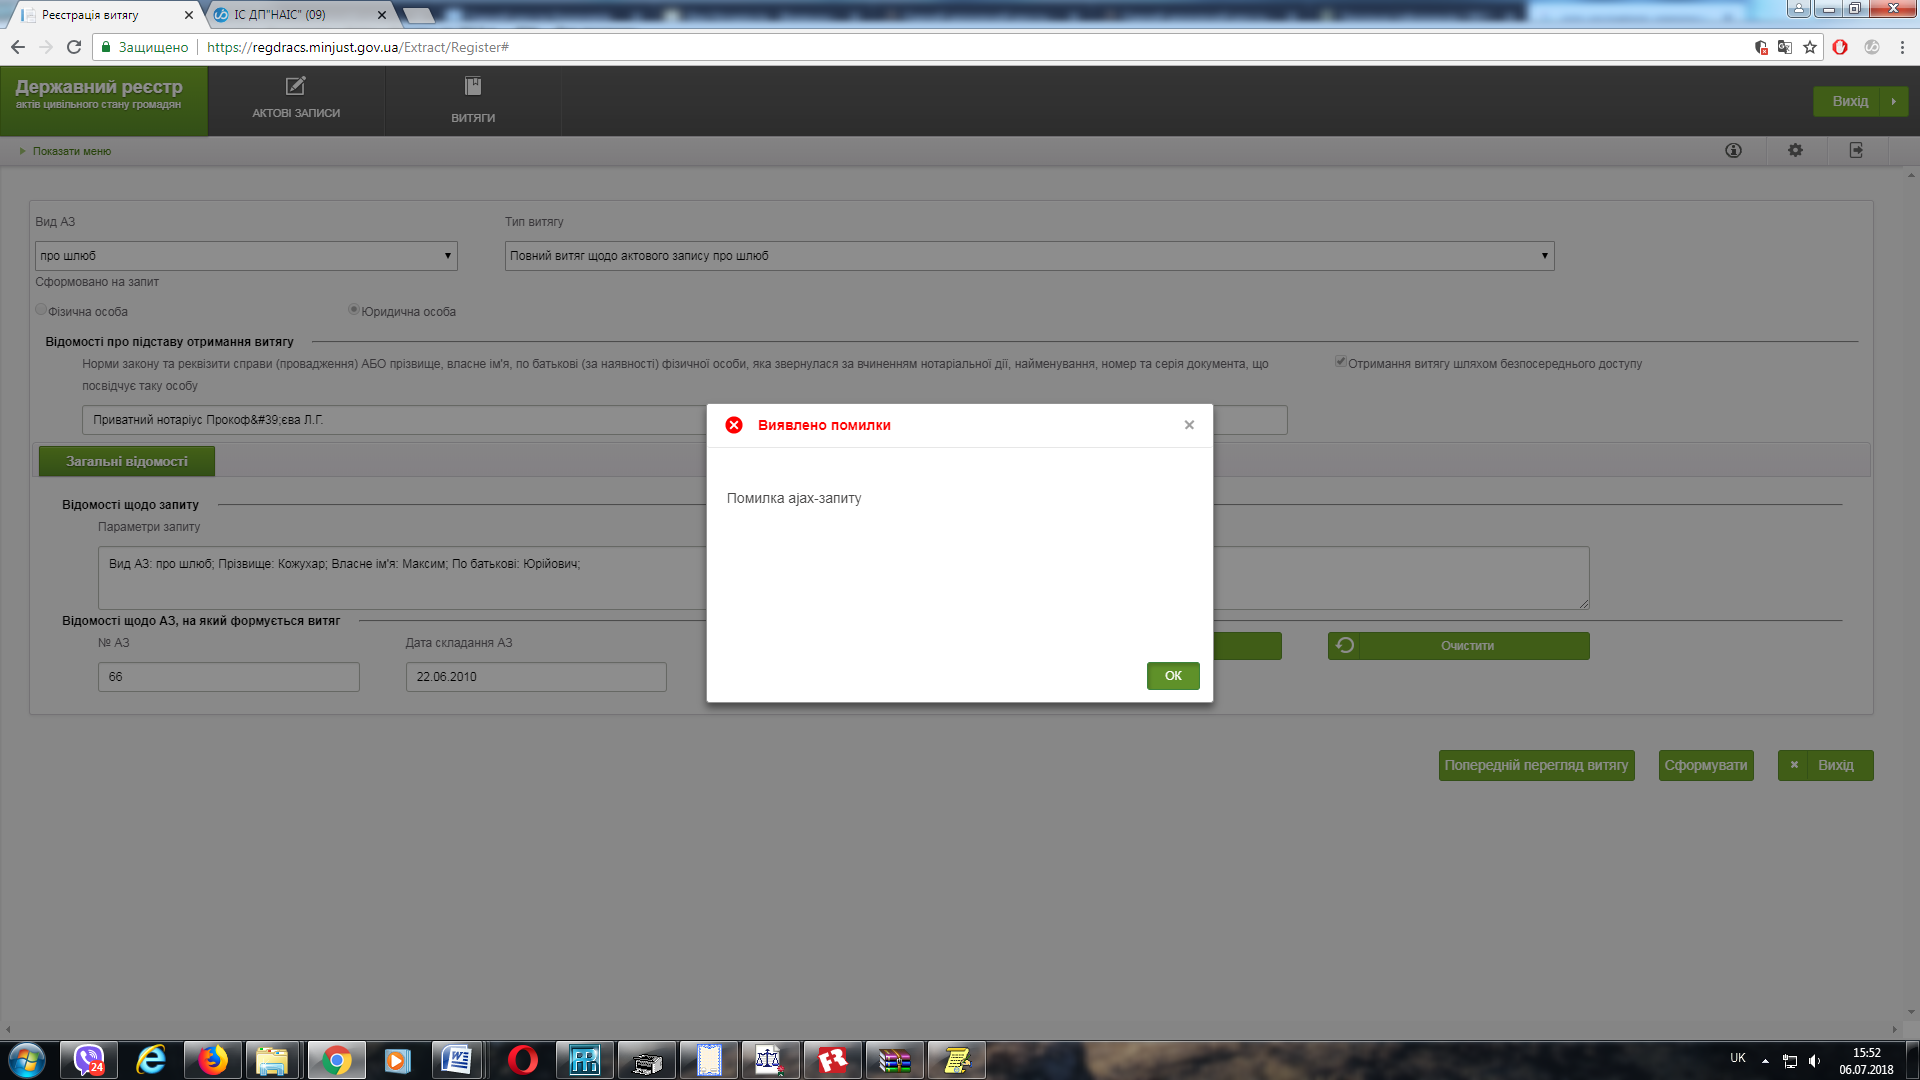 Реєстрація витягу
ІС ДП"НАІС" (09)
Защищено
https://regdracs.minjust.gov.ua/Extract/Register#
Державний реєстр
актів цивільного стану громадян
АКТОВІ ЗАПИСИ
ВИТЯГИ
Вихід
Показати меню
Вид АЗ
Тип витягу
про шлюб
Повний витяг щодо актового запису про шлюб
Сформовано на запит
Фізична особа
Юридична особа
Відомості про підставу отримання витягу
Норми закону та реквізити справи (провадження) АБО прізвище, власне ім'я, по батькові (за наявності) фізичної особи, яка звернулася за вчиненням нотаріальної дії, найменування, номер та серія документа, що
посвідчує таку особу
Отримання витягу шляхом безпосереднього доступу
Приватний нотаріус Прокоф&#39;єва Л.Г.
Виявлено помилки
Помилка ajax-запиту
ОК
Загальні відомості
Відомості щодо запиту
Параметри запиту
Вид АЗ: про шлюб; Прізвище: Кожухар; Власне ім'я: Максим; По батькові: Юрійович;
Відомості щодо АЗ, на який формується витяг
№ АЗ
Дата складання АЗ
66
22.06.2010
Очистити
Попередній перегляд витягу
Сформувати
Вихід
24
UK
15:52
06.07.2018